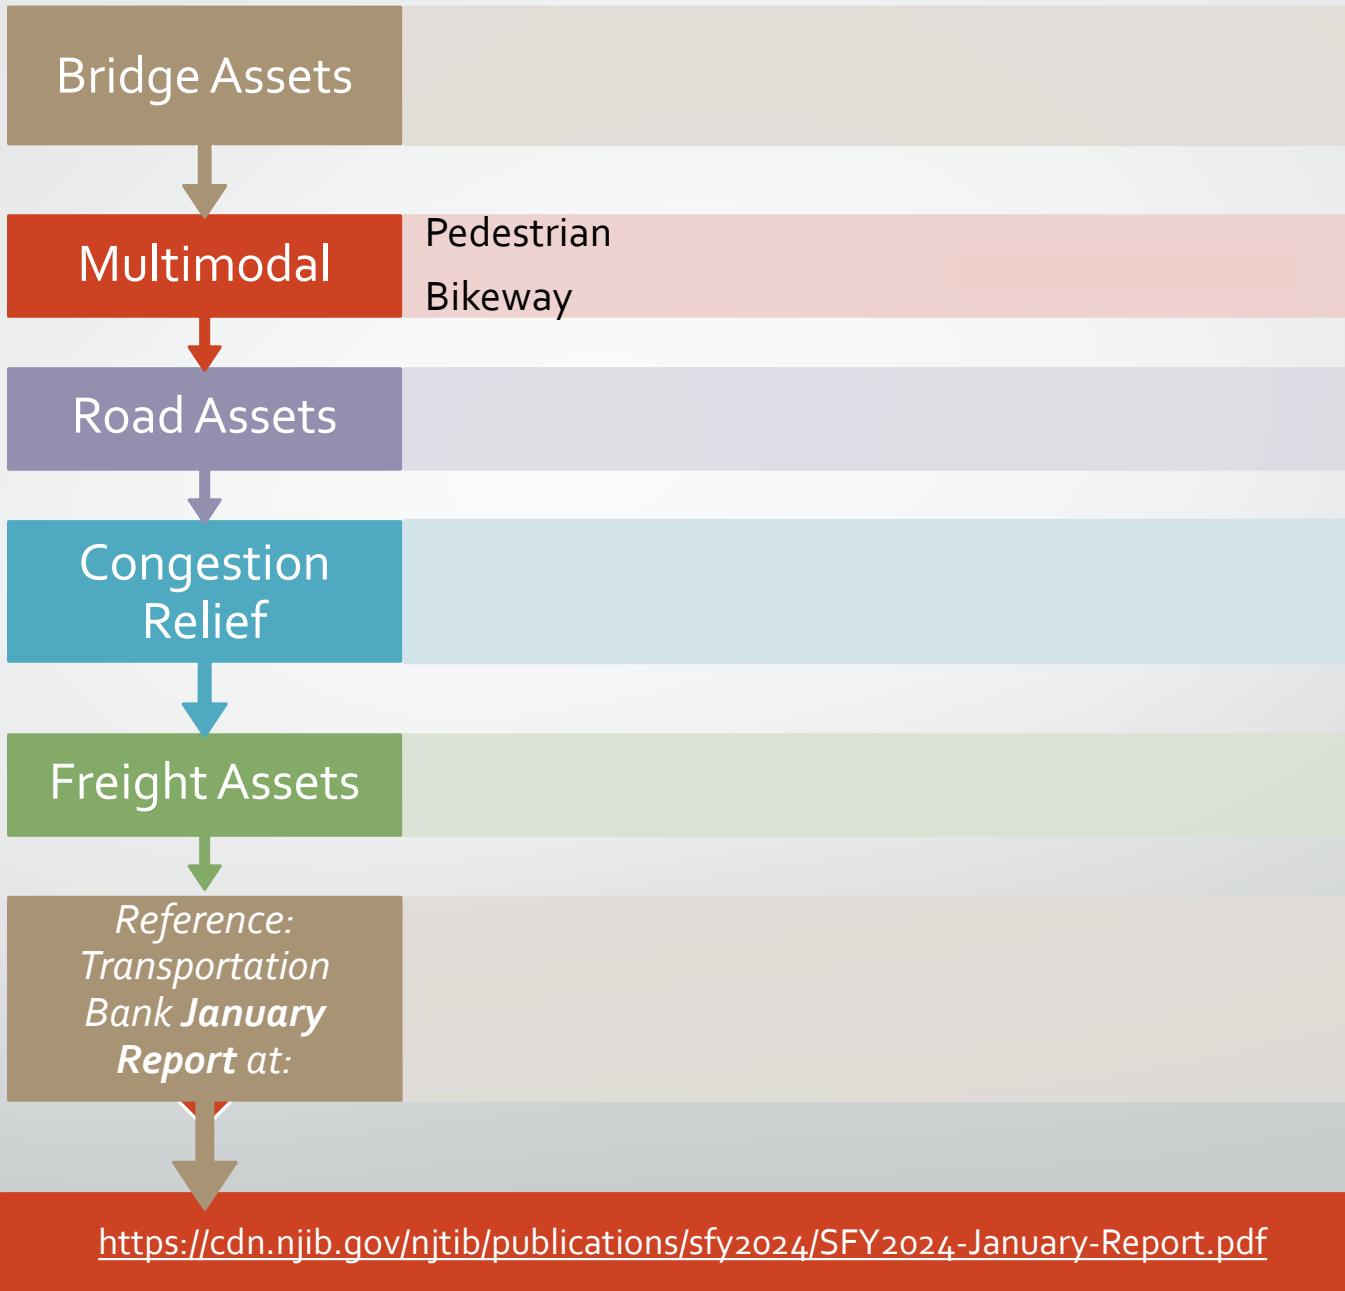 Bridge Assets
Multimodal
Pedestrian
Bikeway
Road Assets
Congestion
Relief
Freight Assets
Reference:
Transportation
Bank January
Report at:
https://cdn.njib.gov/njtib/publications/sfy2024/SFY2024-January-Report.pdf